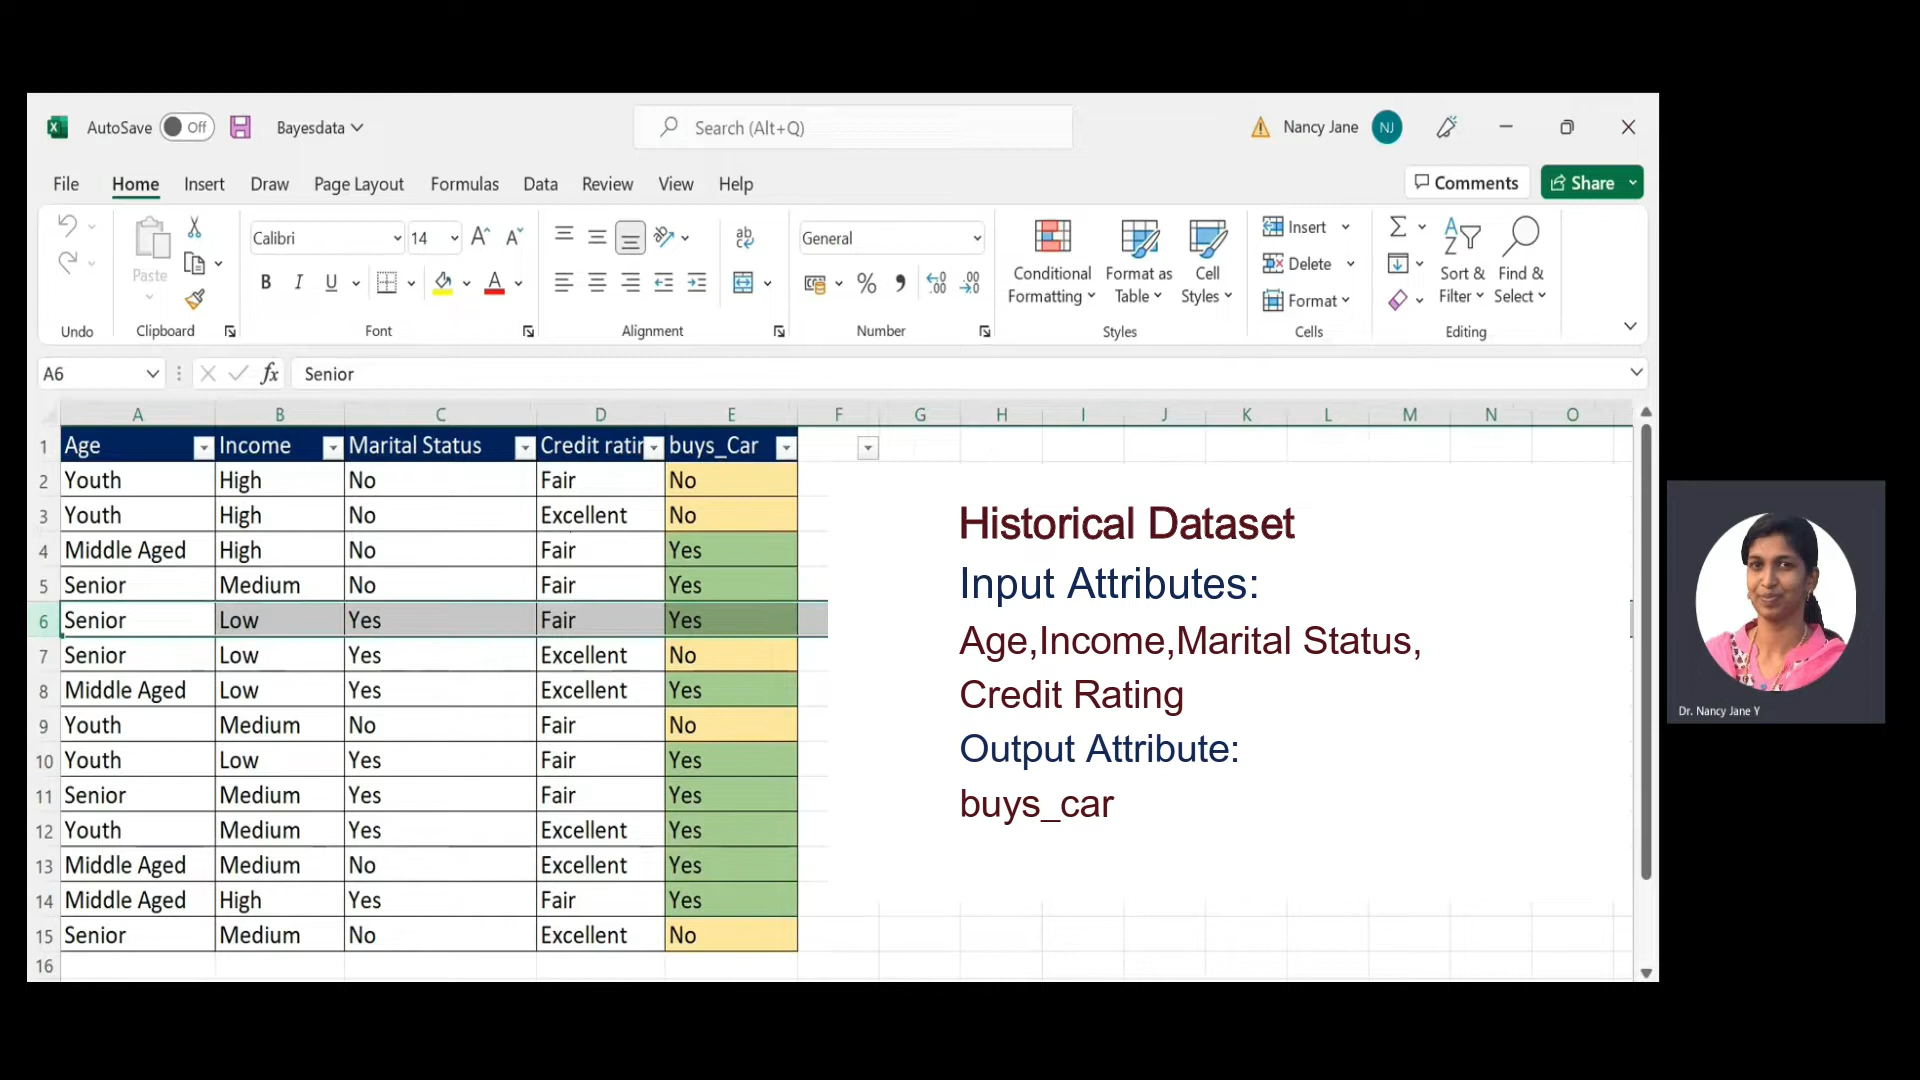 AutoSave Off Bayesdata Search (Alt+Q) Nancy Jane NJ
File Home Insert Draw Page Layout Formulas Data Review View Help Comments Share
Calibri 14 General
Paste Conditional Formatting Format as Table Cell Styles Insert Delete Format Sort & Filter Find & Select
Undo Clipboard Font Alignment Number Styles Cells Editing
A6 fx Senior
A B C D E F G H I J K L M N O
1 Age Income Marital Status Credit ratin buys_Car
2 Youth High No Fair No
3 Youth High No Excellent No
4 Middle Aged High No Fair Yes
5 Senior Medium No Fair Yes
6 Senior Low Yes Fair Yes
7 Senior Low Yes Excellent No
8 Middle Aged Low Yes Excellent Yes
9 Youth Medium No Fair No
10 Youth Low Yes Fair Yes
11 Senior Medium Yes Fair Yes
12 Youth Medium Yes Excellent Yes
13 Middle Aged Medium No Excellent Yes
14 Middle Aged High Yes Fair Yes
15 Senior Medium No Excellent No
16
Historical Dataset
Input Attributes:
Age,Income,Marital Status,
Credit Rating
Output Attribute:
buys_car
Dr. Nancy Jane Y